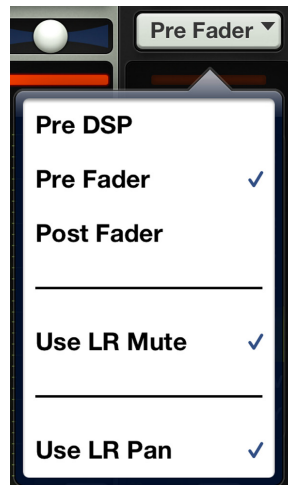 Pre Fader
Pre DSP
Pre Fader
Post Fader
Use LR Mute
Use LR Pan